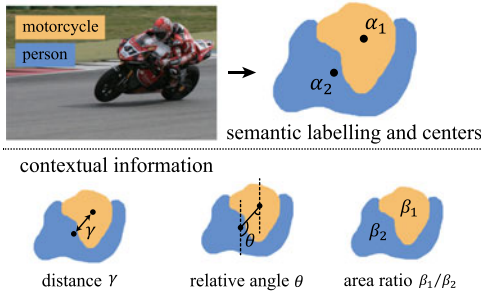 motorcycle
person
α₁
α₂
semantic labelling and centers
contextual information
γ
θ
β₁
β₂
distance γ
relative angle θ
area ratio β₁/β₂